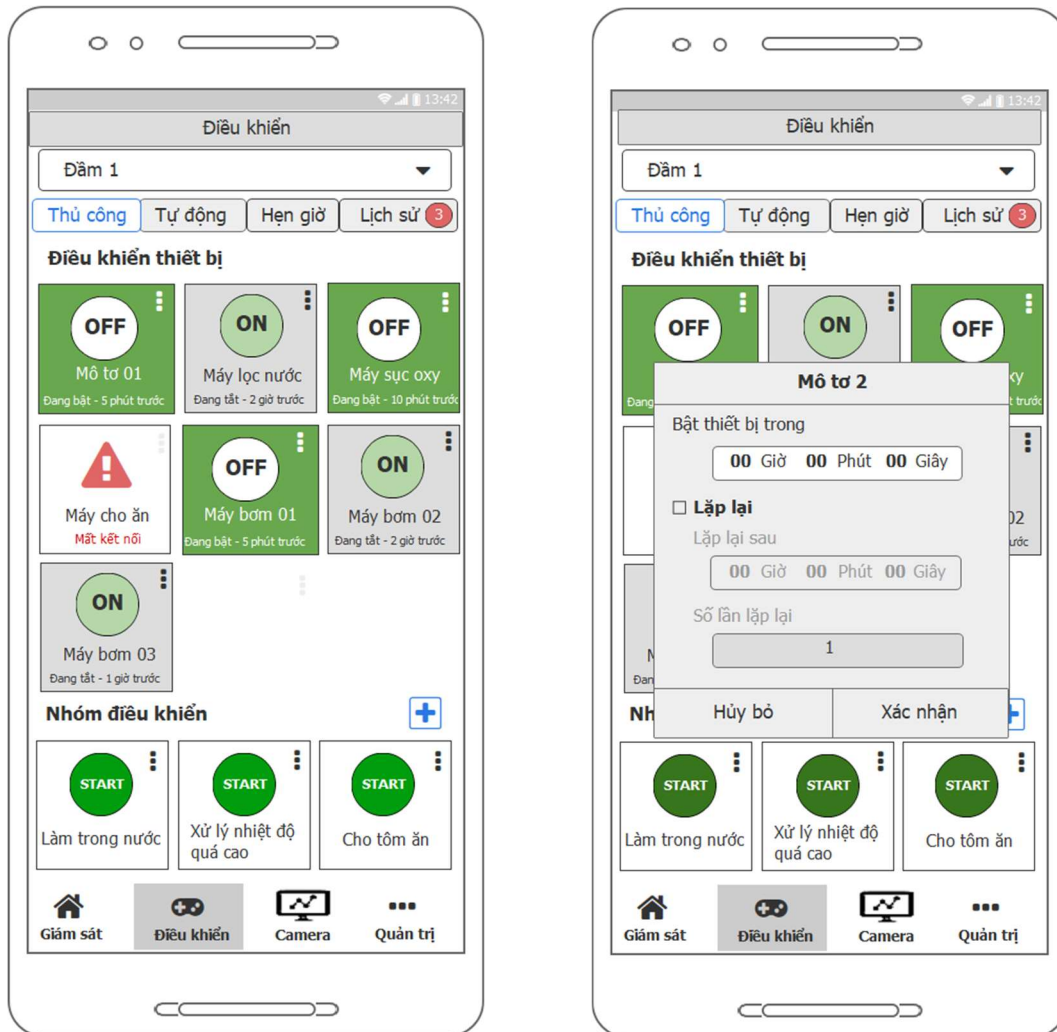 13:42
Điều khiển
Đầm 1
Thủ công Tự động Hẹn giờ Lịch sử 3
Điều khiển thiết bị
OFF ON OFF
Mô tơ 01 Máy lọc nước Máy sục oxy
Đang bật - 5 phút trước Đang tắt - 2 giờ trước Đang bật - 10 phút trước
OFF ON
Máy cho ăn Máy bơm 01 Máy bơm 02
Mất kết nối Đang bật - 5 phút trước Đang tắt - 2 giờ trước
ON
Máy bơm 03
Đang tắt - 1 giờ trước
Nhóm điều khiển
START START START
Làm trong nước Xử lý nhiệt độ Cho tôm ăn
quá cao
Giám sát Điều khiển Camera Quản trị
13:42
Điều khiển
Đầm 1
Thủ công Tự động Hẹn giờ Lịch sử 3
Điều khiển thiết bị
OFF ON OFF
Mô tơ 2
Bật thiết bị trong
00 Giờ 00 Phút 00 Giây
Lặp lại
Lặp lại sau
00 Giờ 00 Phút 00 Giây
Số lần lặp lại
1
Hủy bỏ Xác nhận
START START START
Làm trong nước Xử lý nhiệt độ Cho tôm ăn
quá cao
Giám sát Điều khiển Camera Quản trị